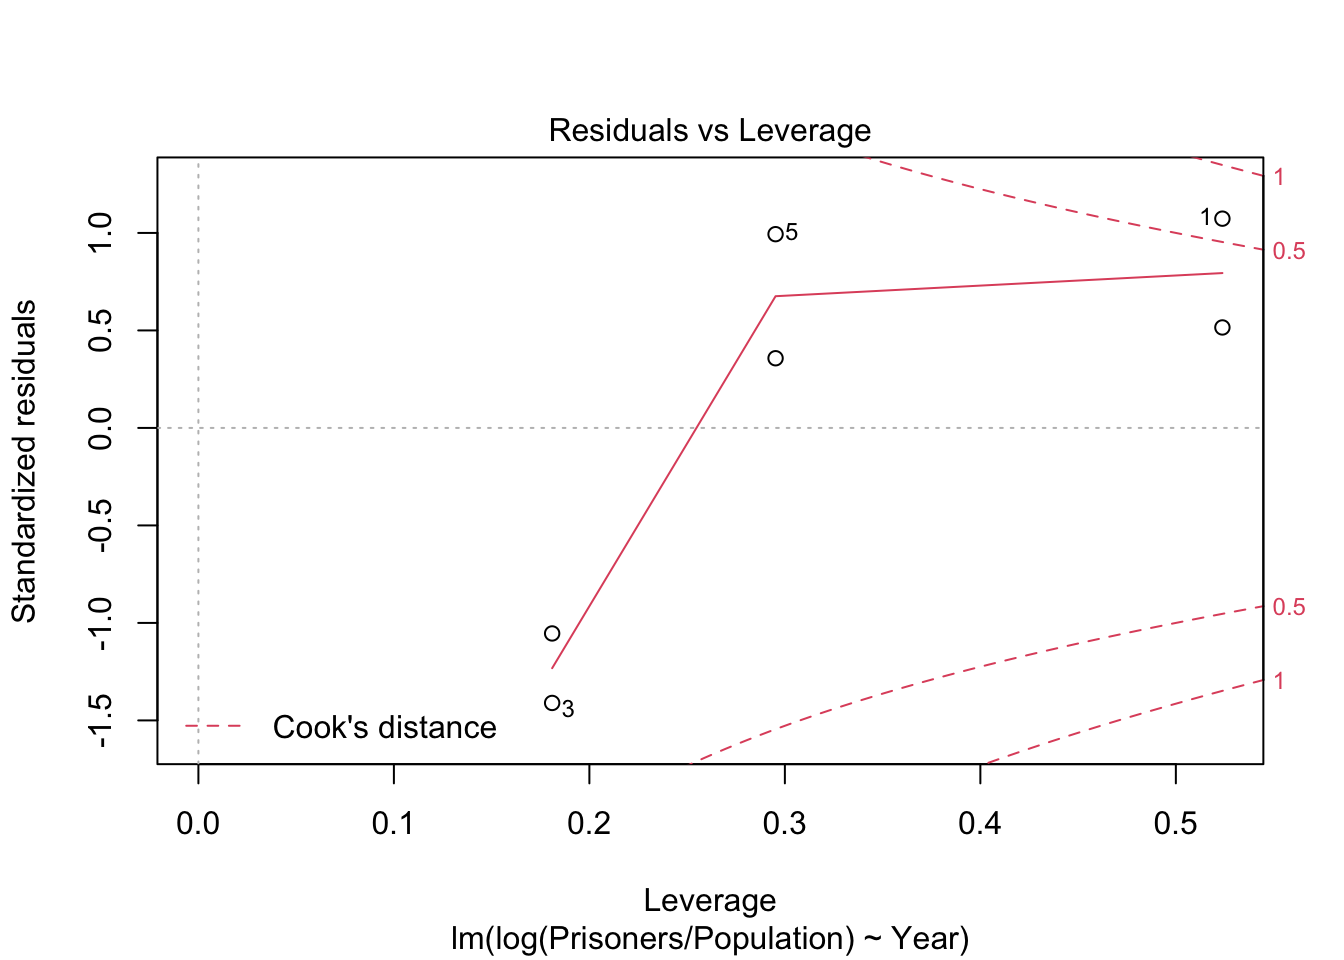 Residuals vs Leverage
Standardized residuals
1.0
0.5
0.0
-0.5
-1.0
-1.5
1
0.5
0.5
1
1
5
3
Cook's distance
0.0 0.1 0.2 0.3 0.4 0.5
Leverage
lm(log(Prisoners/Population) ~ Year)